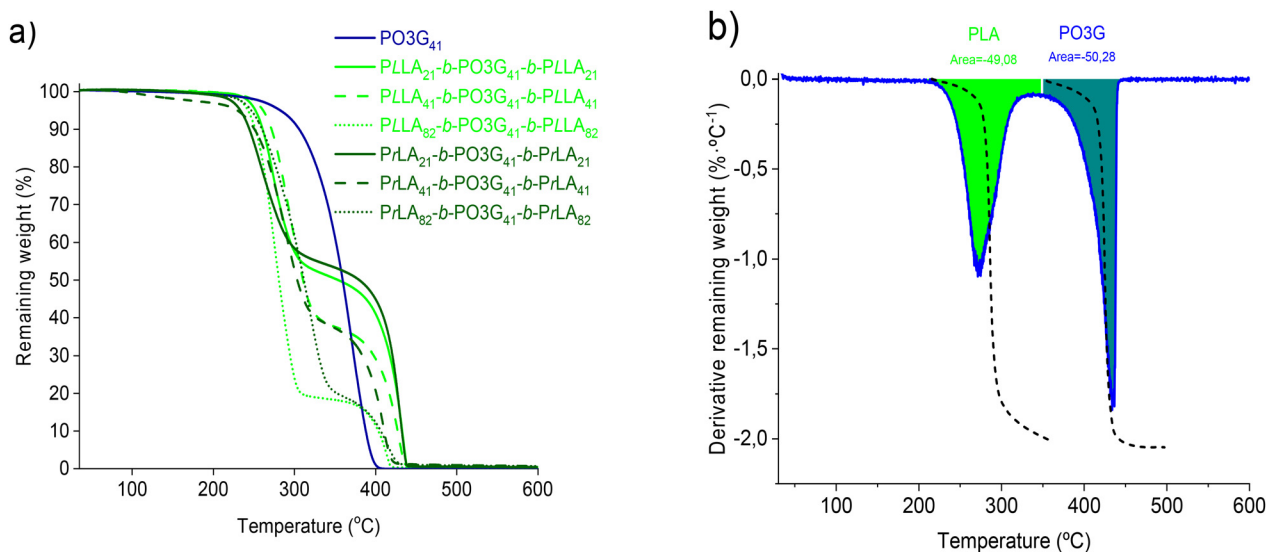 a)
PO3G41
PLLA21-b-PO3G41-b-PLLA21
PLLA41-b-PO3G41-b-PLLA41
PLLA82-b-PO3G41-b-PLLA82
PrLA21-b-PO3G41-b-PrLA21
PrLA41-b-PO3G41-b-PrLA41
PrLA82-b-PO3G41-b-PrLA82
100
90
80
70
60
50
40
30
20
10
0
Remaining weight (%)
100 200 300 400 500 600
Temperature (ºC)
b)
PLA PO3G
Area=-49,08 Area=-50,28
0,0
-0,5
-1,0
-1,5
-2,0
Derivative remaining weight (%·ºC⁻¹)
100 200 300 400 500 600
Temperature (ºC)